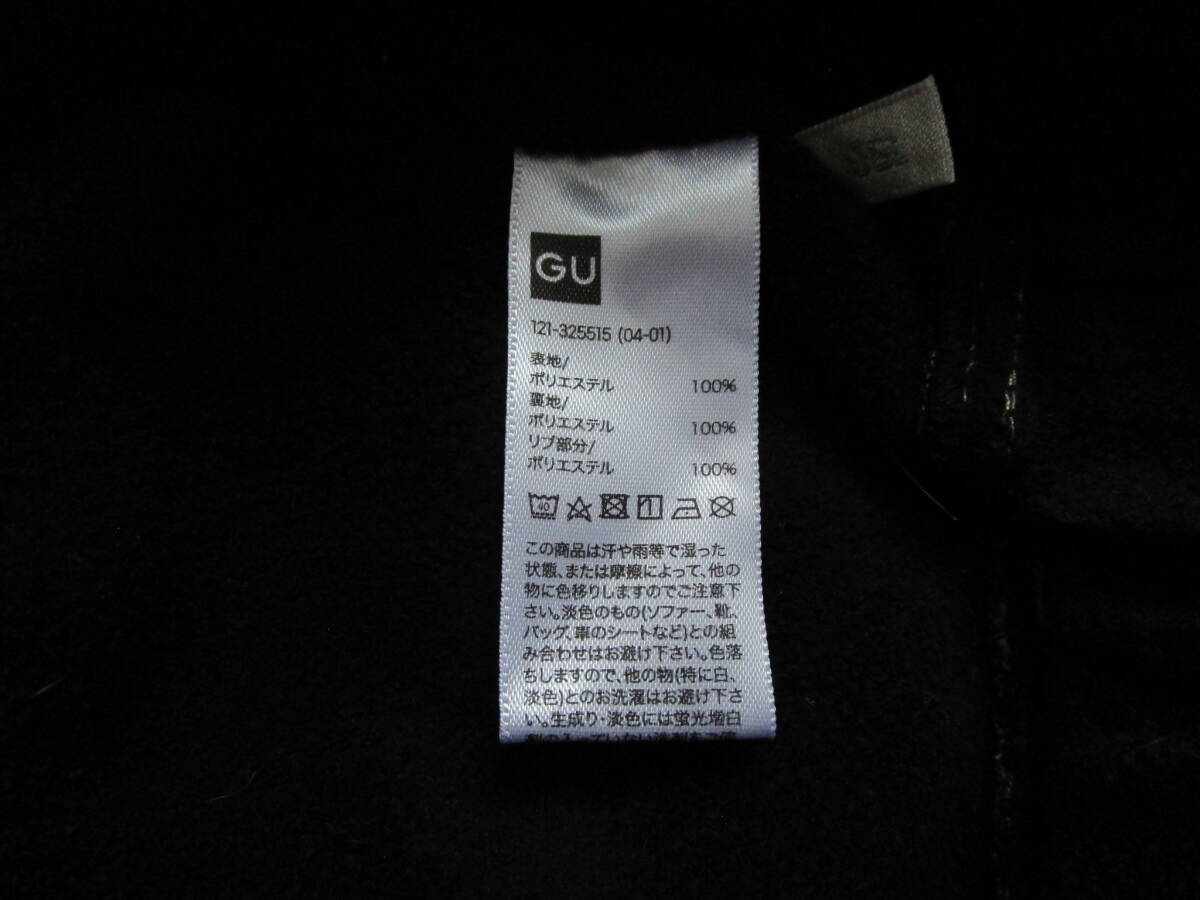 GU
121-325515 (04-01)
表地/
ポリエステル 100%
裏地/
ポリエステル 100%
リブ部分/
ポリエステル 100%
40
この商品は汗や雨等で湿った
状態、または摩擦によって、他の
物に色移りしますのでご注意下
さい。淡色のもの(ソファー、靴、
バッグ、車のシートなど)との組
み合わせはお避け下さい。色落
ちしますので、他の物(特に白、
淡色)とのお洗濯はお避け下さ
い。生成り・淡色には蛍光増白